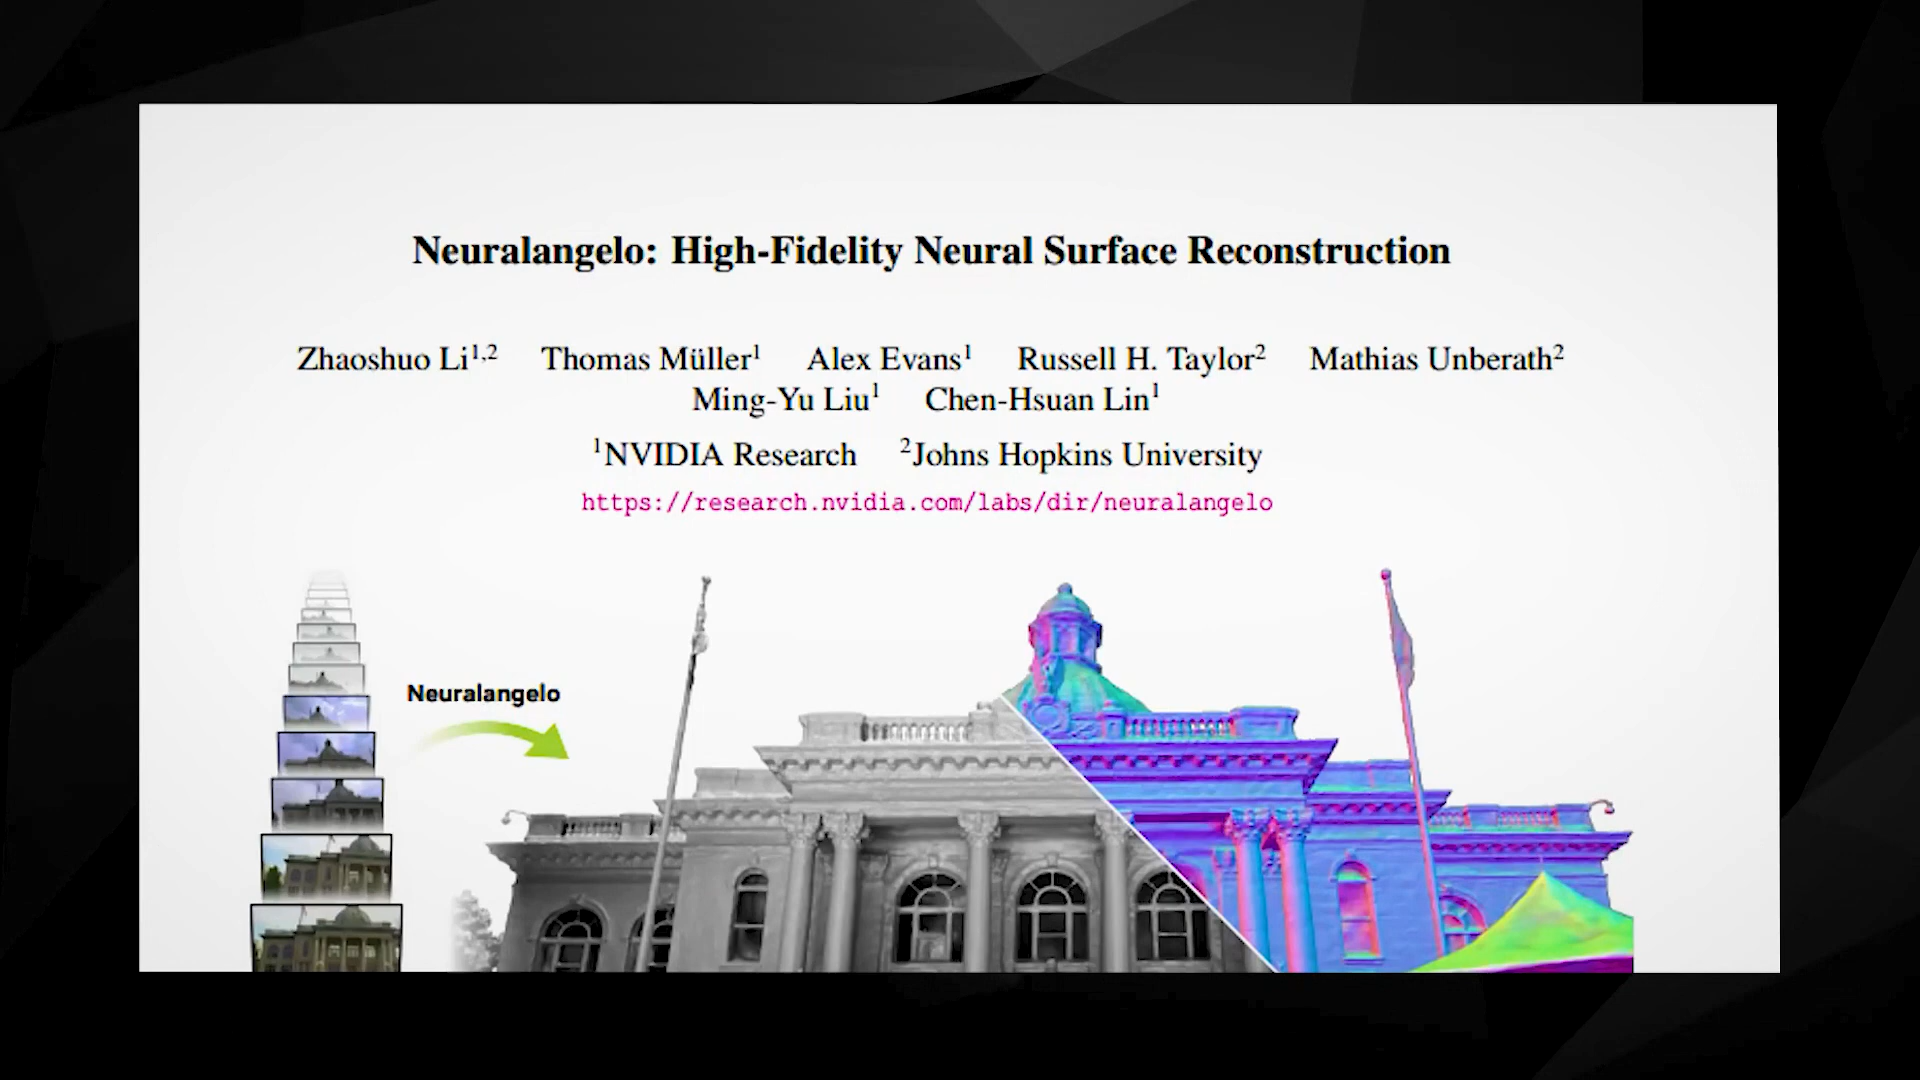 Neuralangelo: High-Fidelity Neural Surface Reconstruction
Zhaoshuo Li1,2 Thomas Müller1 Alex Evans1 Russell H. Taylor2 Mathias Unberath2
Ming-Yu Liu1 Chen-Hsuan Lin1
1NVIDIA Research 2Johns Hopkins University
https://research.nvidia.com/labs/dir/neuralangelo
Neuralangelo